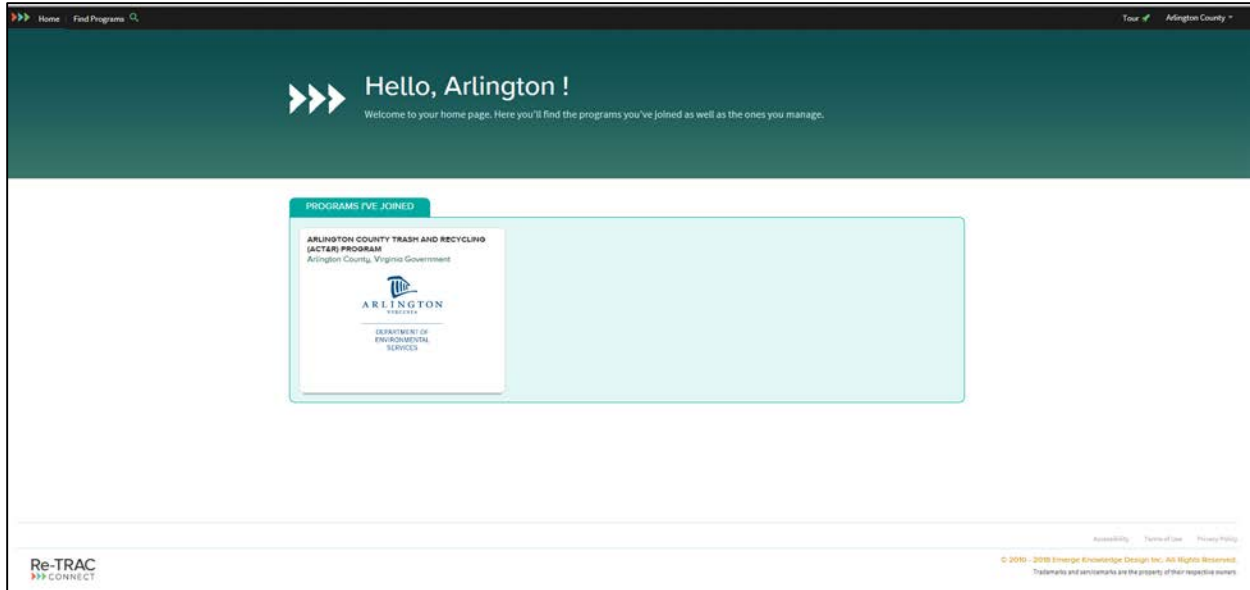 Home
Find Programs
Tour
Arlington County
Hello, Arlington !
Welcome to your home page. Here you'll find the programs you've joined as well as the ones you manage.
PROGRAMS I'VE JOINED
ARLINGTON COUNTY TRASH AND RECYCLING
(ACT&R) PROGRAM
Arlington County, Virginia Government
ARLINGTON
VIRGINIA
DEPARTMENT OF
ENVIRONMENTAL
SERVICES
Accessibility
Terms of Use
Privacy Policy
Re-TRAC
CONNECT
© 2010 - 2018 Emerge Knowledge Design Inc. All Rights Reserved.
Trademarks and servicemarks are the property of their respective owners.